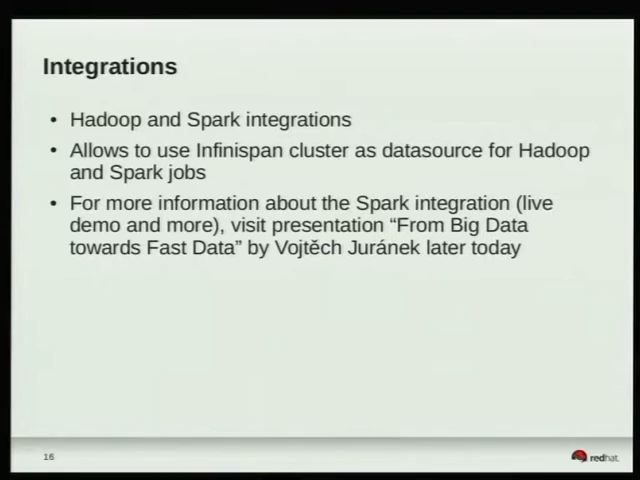 Integrations
• Hadoop and Spark integrations
• Allows to use Infinispan cluster as datasource for Hadoop
and Spark jobs
• For more information about the Spark integration (live
demo and more), visit presentation “From Big Data
towards Fast Data” by Vojtěch Juránek later today
16
redhat.